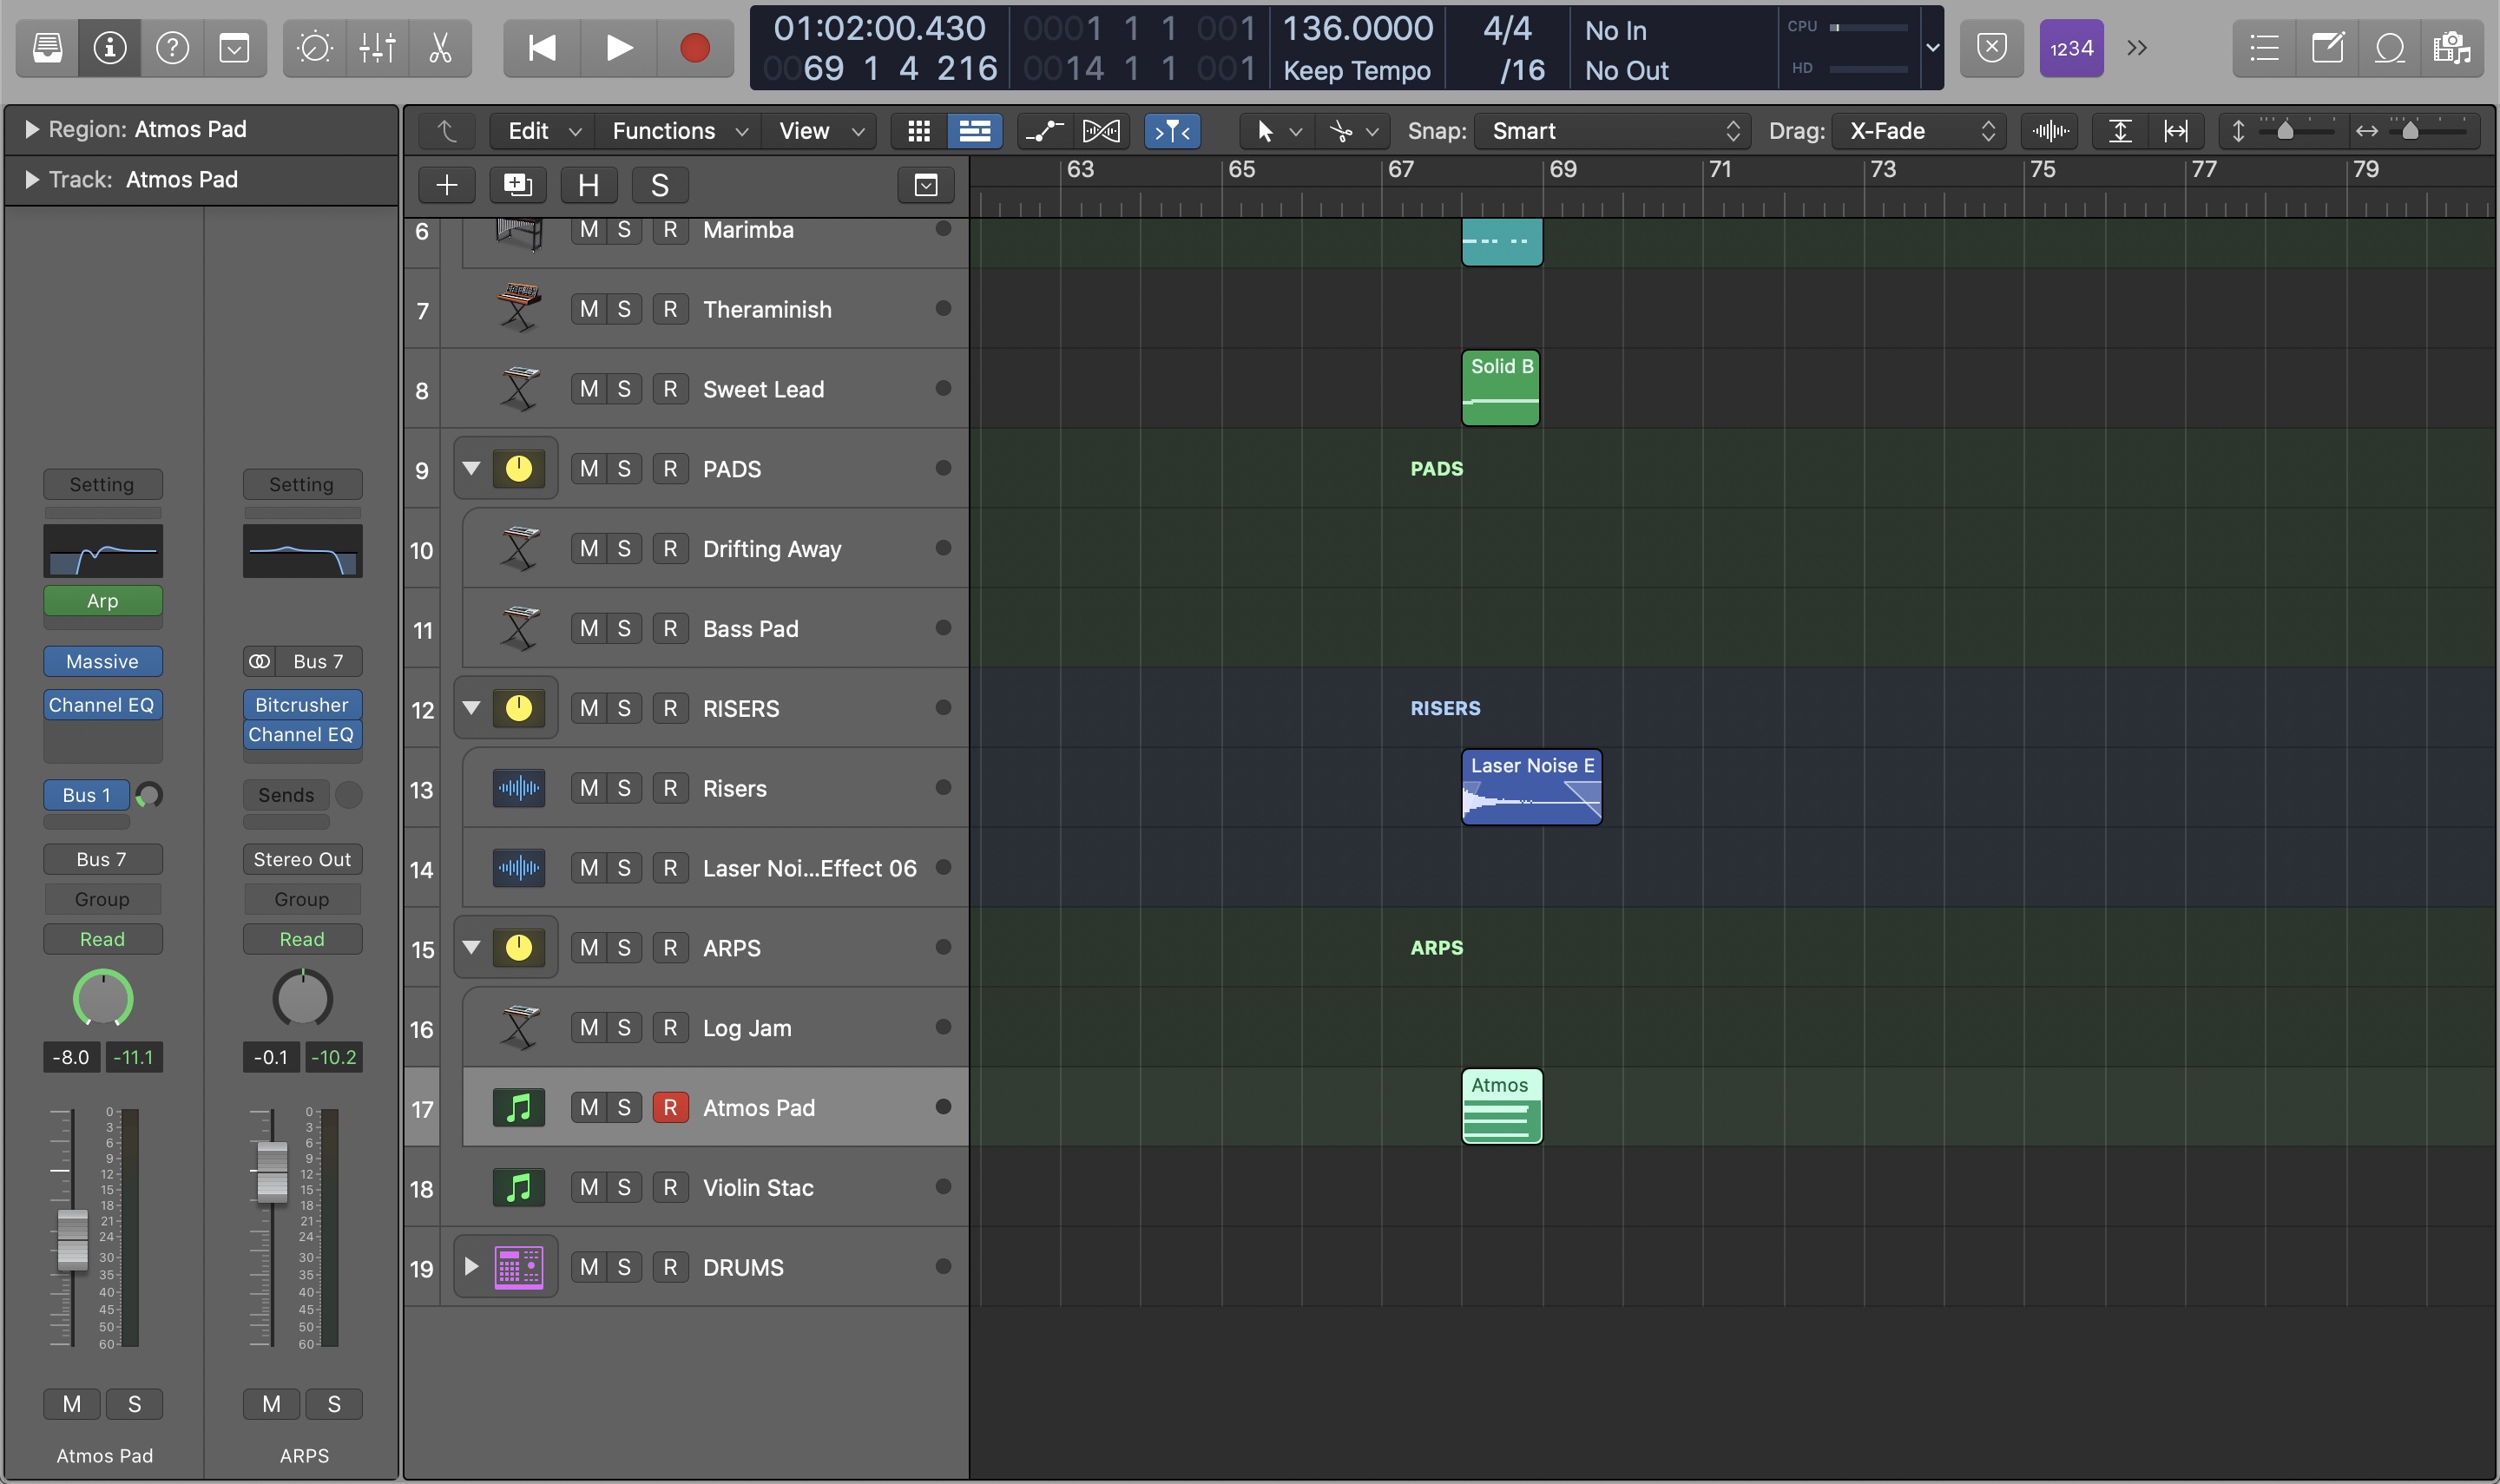 01:02:00.430 0001 1 1 001 136.0000 4/4 No In CPU
0069 1 4 216 0014 1 1 001 Keep Tempo /16 No Out HD
1234
Region: Atmos Pad
Edit Functions View Snap: Smart Drag: X-Fade
Track: Atmos Pad
H S
63 65 67 69 71 73 75 77 79
6 M S R Marimba
7 M S R Theraminish
8 M S R Sweet Lead
Solid B
9 M S R PADS
PADS
10 M S R Drifting Away
11 M S R Bass Pad
12 M S R RISERS
RISERS
13 M S R Risers
Laser Noise E
14 M S R Laser Noi...Effect 06
15 M S R ARPS
ARPS
16 M S R Log Jam
17 M S R Atmos Pad
Atmos
18 M S R Violin Stac
19 M S R DRUMS
Setting
Arp
Massive
Channel EQ
Bus 1
Bus 7
Group
Read
-8.0 -11.1
0
3
6
9
12
15
18
21
24
30
35
40
45
50
60
M S
Atmos Pad
Setting
Bus 7
Bitcrusher
Channel EQ
Sends
Stereo Out
Group
Read
-0.1 -10.2
0
3
6
9
12
15
18
21
24
30
35
40
45
50
60
M S
ARPS